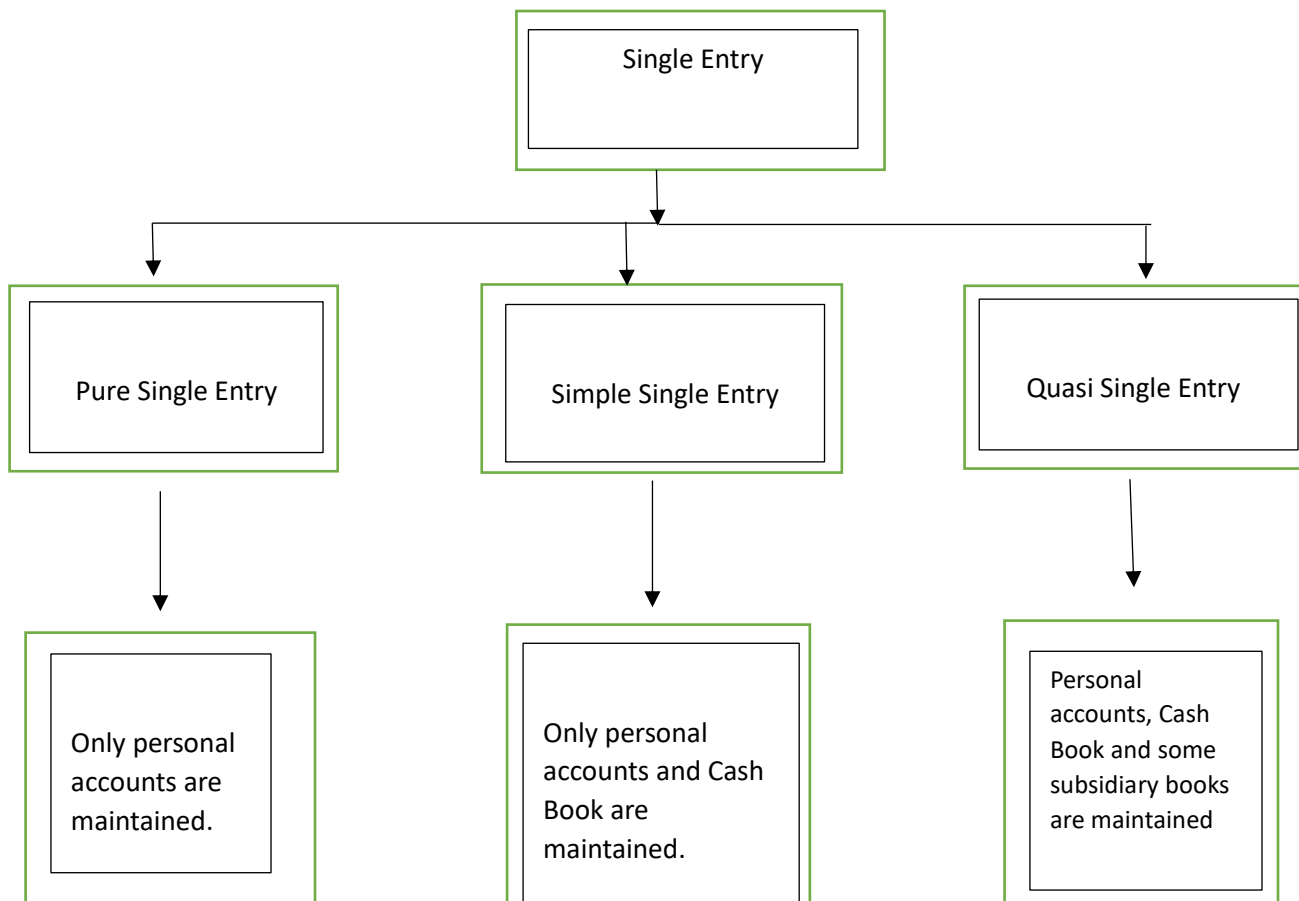 Single Entry
Pure Single Entry
Simple Single Entry
Quasi Single Entry
Only personal
accounts are
maintained.
Only personal
accounts and Cash
Book are
maintained.
Personal
accounts, Cash
Book and some
subsidiary books
are maintained